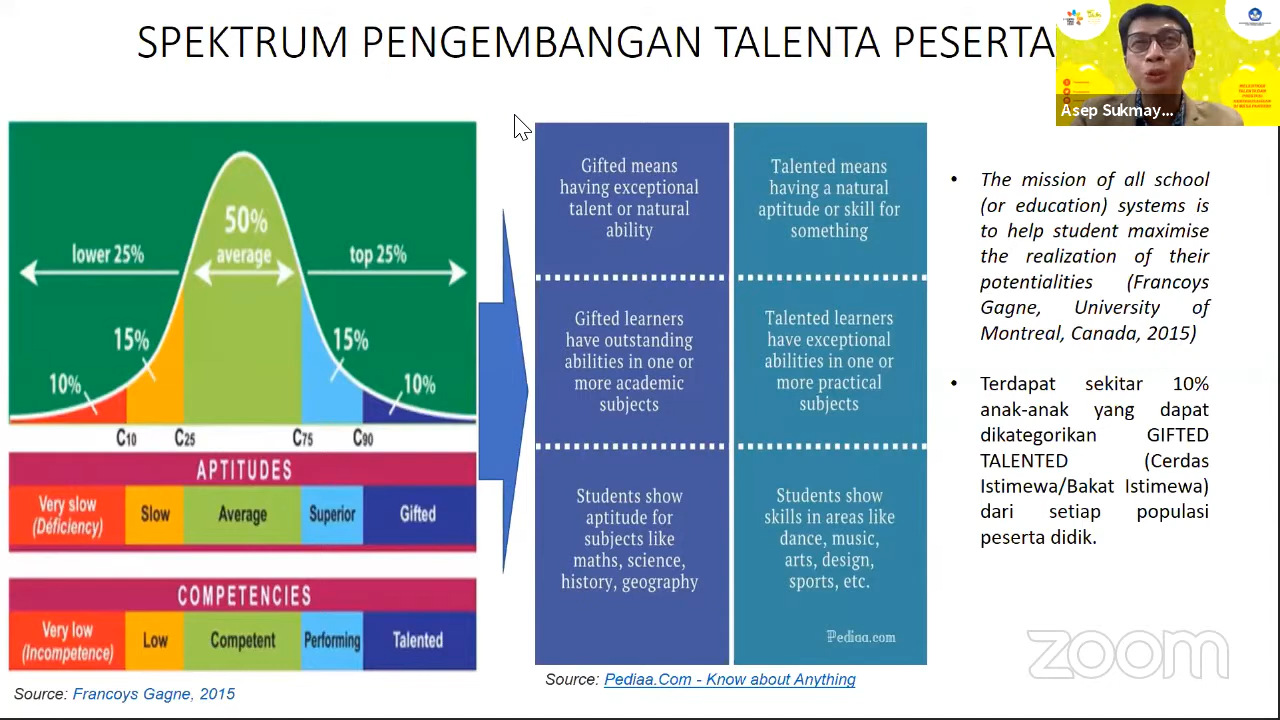 SPEKTRUM PENGEMBANGAN TALENTA PESERTA
Asep Sukmay...
50%
average
lower 25%
top 25%
15%
15%
10%
10%
C10
C25
C75
C90
APTITUDES
Very slow
(Déficiency)
Slow
Average
Superior
Gifted
COMPETENCIES
Very low
(Incompetence)
Low
Competent
Performing
Talented
Source: Francoys Gagne, 2015
Gifted means
having exceptional
talent or natural
ability
Gifted learners
have outstanding
abilities in one or
more academic
subjects
Students show
aptitude for
subjects like
maths, science,
history, geography
Talented means
having a natural
aptitude or skill for
something
Talented learners
have exceptional
abilities in one or
more practical
subjects
Students show
skills in areas like
dance, music,
arts, design,
sports, etc.
Pediaa.com
Source: Pediaa.Com - Know about Anything
• The mission of all school
(or education) systems is
to help student maximise
the realization of their
potentialities (Francoys
Gagne, University of
Montreal, Canada, 2015)
• Terdapat sekitar 10%
anak-anak yang dapat
dikategorikan GIFTED
TALENTED (Cerdas
Istimewa/Bakat Istimewa)
dari setiap populasi
peserta didik.
zoom